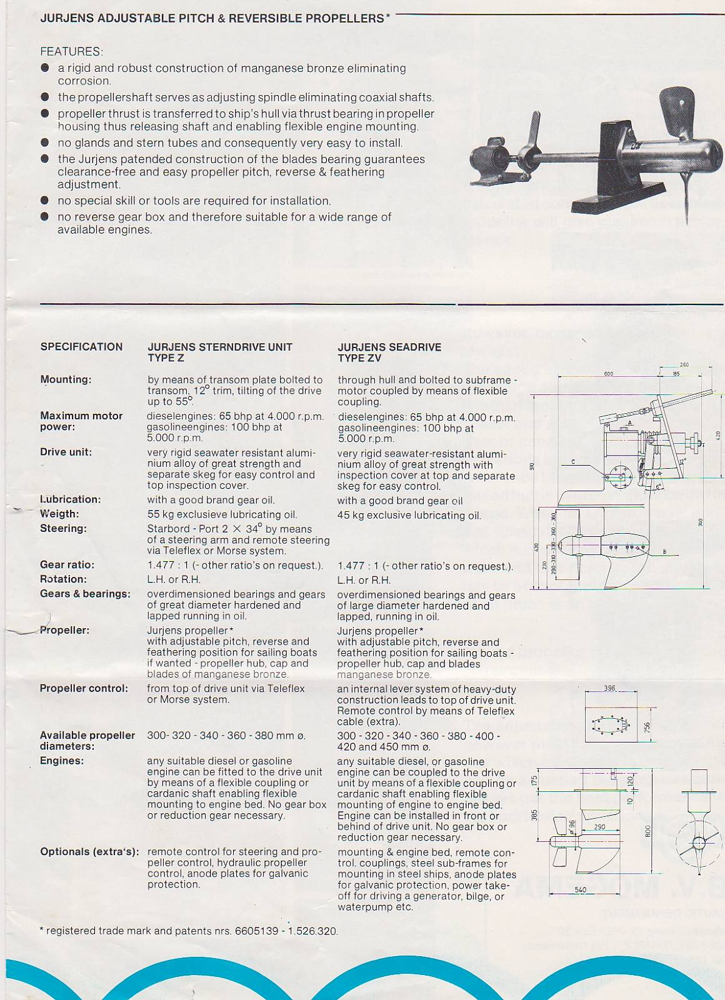 JURJENS ADJUSTABLE PITCH & REVERSIBLE PROPELLERS*
FEATURES:
● a rigid and robust construction of manganese bronze eliminating
corrosion.
● the propellershaft serves as adjusting spindle eliminating coaxial shafts.
● propeller thrust is transferred to ship's hull via thrust bearing in propeller
housing thus releasing shaft and enabling flexible engine mounting.
● no glands and stern tubes and consequently very easy to install.
● the Jurjens patented construction of the blades bearing guarantees
clearance-free and easy propeller pitch, reverse & feathering
adjustment.
● no special skill or tools are required for installation.
● no reverse gear box and therefore suitable for a wide range of
available engines.
SPECIFICATION
JURJENS STERNDRIVE UNIT
TYPE Z
JURJENS SEADRIVE
TYPE ZV
Mounting:
by means of transom plate bolted to
transom, 12° trim, tilting of the drive
up to 55°.
through hull and bolted to subframe -
motor coupled by means of flexible
coupling.
Maximum motor
power:
dieselengines: 65 bhp at 4.000 r.p.m.
gasolineengines: 100 bhp at
5.000 r.p.m.
dieselengines: 65 bhp at 4.000 r.p.m.
gasolineengines: 100 bhp at
5.000 r.p.m.
Drive unit:
very rigid seawater resistant alumi-
nium alloy of great strength and
separate skeg for easy control and
top inspection cover.
very rigid seawater-resistant alumi-
nium alloy of great strength with
inspection cover at top and separate
skeg for easy control.
Lubrication:
with a good brand gear oil.
with a good brand gear oil
Weigth:
55 kg exclusieve lubricating oil.
45 kg exclusive lubricating oil.
Steering:
Starbord - Port 2 × 34° by means
of a steering arm and remote steering
via Teleflex or Morse system.
Gear ratio:
1.477 : 1 (- other ratio's on request.).
1.477 : 1 (- other ratio's on request.).
Rotation:
L.H. or R.H.
L.H. or R.H.
Gears & bearings:
overdimensioned bearings and gears
of great diameter hardened and
lapped running in oil.
overdimensioned bearings and gears
of large diameter hardened and
lapped, running in oil.
Propeller:
Jurjens propeller*
with adjustable pitch, reverse and
feathering position for sailing boats
if wanted - propeller hub, cap and
blades of manganese bronze.
Jurjens propeller*
with adjustable pitch, reverse and
feathering position for sailing boats -
propeller hub, cap and blades
manganese bronze.
Propeller control:
from top of drive unit via Teleflex
or Morse system.
an internal lever system of heavy-duty
construction leads to top of drive unit.
Remote control by means of Teleflex
cable (extra).
Available propeller
diameters:
300- 320 - 340 - 360 - 380 mm ø.
300 - 320 - 340 - 360 - 380 - 400 -
420 and 450 mm ø.
Engines:
any suitable diesel or gasoline
engine can be fitted to the drive unit
by means of a flexible coupling or
cardanic shaft enabling flexible
mounting to engine bed. No gear box
or reduction gear necessary.
any suitable diesel, or gasoline
engine can be coupled to the drive
unit by means of a flexible coupling or
cardanic shaft enabling flexible
mounting of engine to engine bed.
Engine can be installed in front or
behind of drive unit. No gear box or
reduction gear necessary.
Optionals (extra's):
remote control for steering and pro-
peller control, hydraulic propeller
control, anode plates for galvanic
protection.
mounting & engine bed, remote con-
trol. couplings, steel sub-frames for
mounting in steel ships, anode plates
for galvanic protection, power take-
off for driving a generator, bilge, or
waterpump etc.
* registered trade mark and patents nrs. 6605139 - 1.526.320.
260
600
185
A
420
C
12°
6°
740
430
230
290-310-330-360-380
B
396
256
175
120
10
385
ø 96
290
800
540